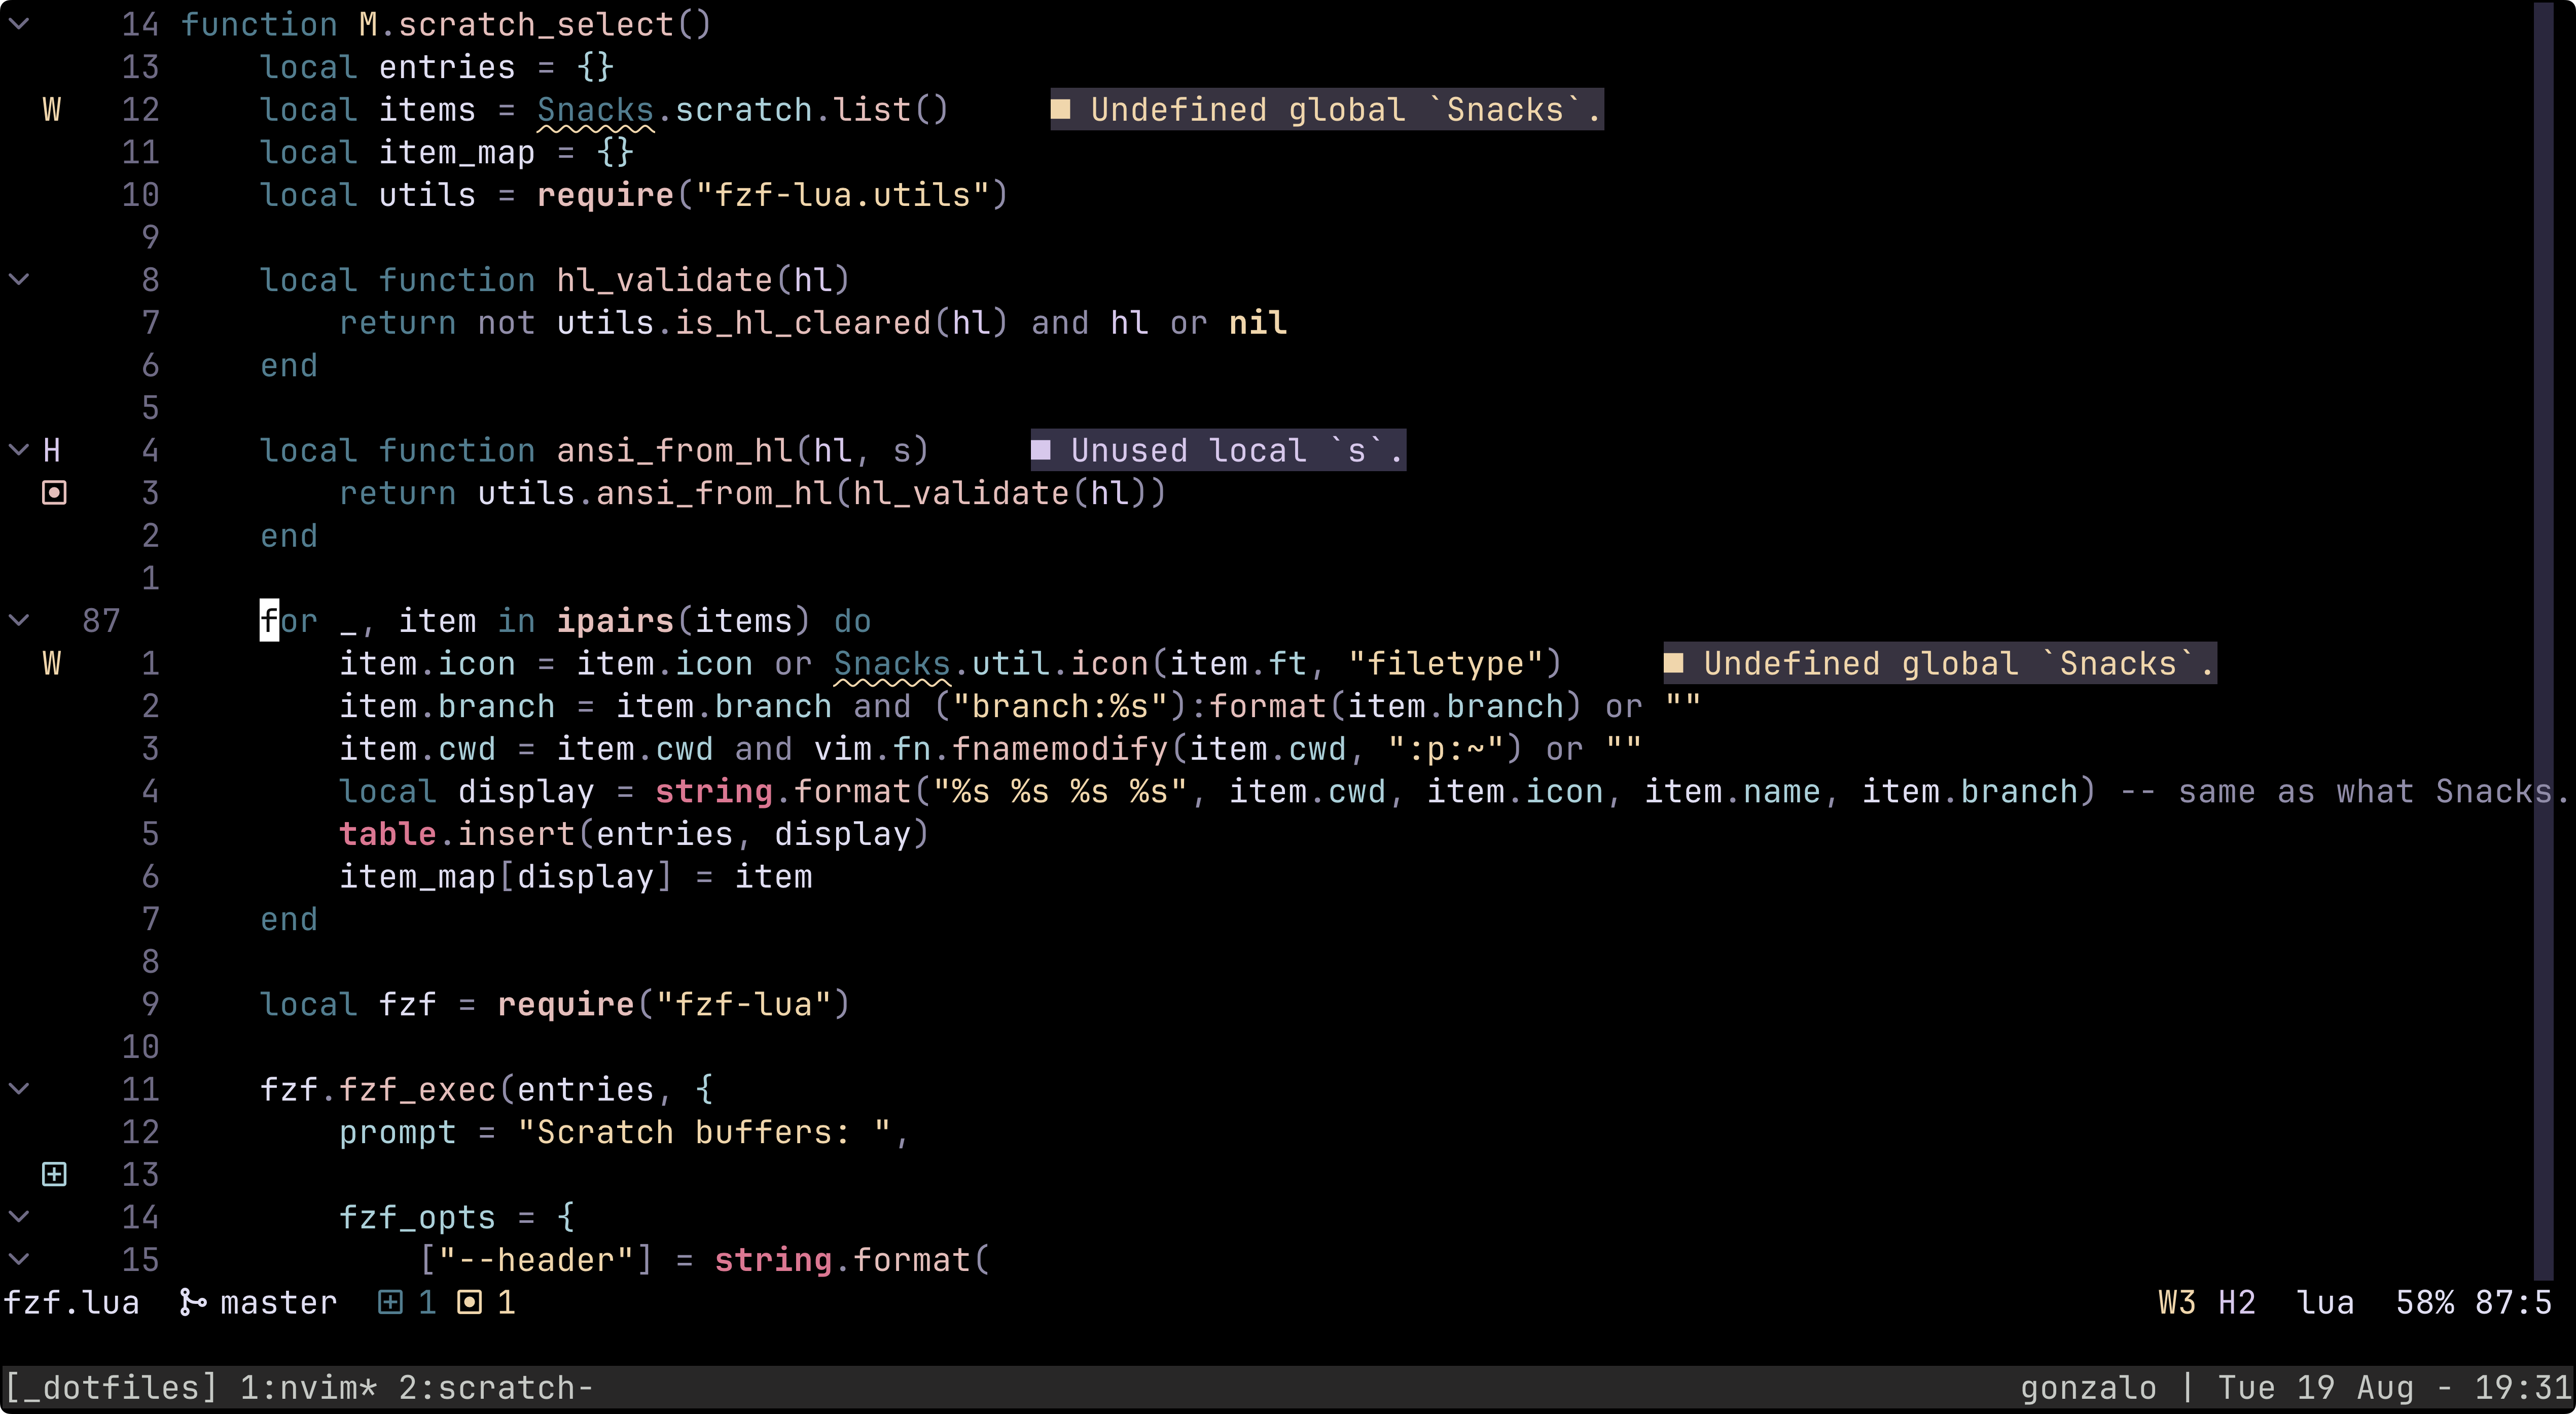 14 function M.scratch_select()
13     local entries = {}
W 12     local items = Snacks.scratch.list()     ■ Undefined global `Snacks`.
11     local item_map = {}
10     local utils = require("fzf-lua.utils")
9
8     local function hl_validate(hl)
7         return not utils.is_hl_cleared(hl) and hl or nil
6     end
5
H 4     local function ansi_from_hl(hl, s)     ■ Unused local `s`.
3         return utils.ansi_from_hl(hl_validate(hl))
2     end
1
87     for _, item in ipairs(items) do
W 1         item.icon = item.icon or Snacks.util.icon(item.ft, "filetype")     ■ Undefined global `Snacks`.
2         item.branch = item.branch and ("branch:%s"):format(item.branch) or ""
3         item.cwd = item.cwd and vim.fn.fnamemodify(item.cwd, ":p:~") or ""
4         local display = string.format("%s %s %s %s", item.cwd, item.icon, item.name, item.branch) -- same as what Snacks.
5         table.insert(entries, display)
6         item_map[display] = item
7     end
8
9     local fzf = require("fzf-lua")
10
11     fzf.fzf_exec(entries, {
12         prompt = "Scratch buffers: ",
13
14         fzf_opts = {
15             ["--header"] = string.format(
fzf.lua  master  1  1  W3 H2  lua  58% 87:5
[_dotfiles] 1:nvim* 2:scratch-  gonzalo | Tue 19 Aug - 19:31